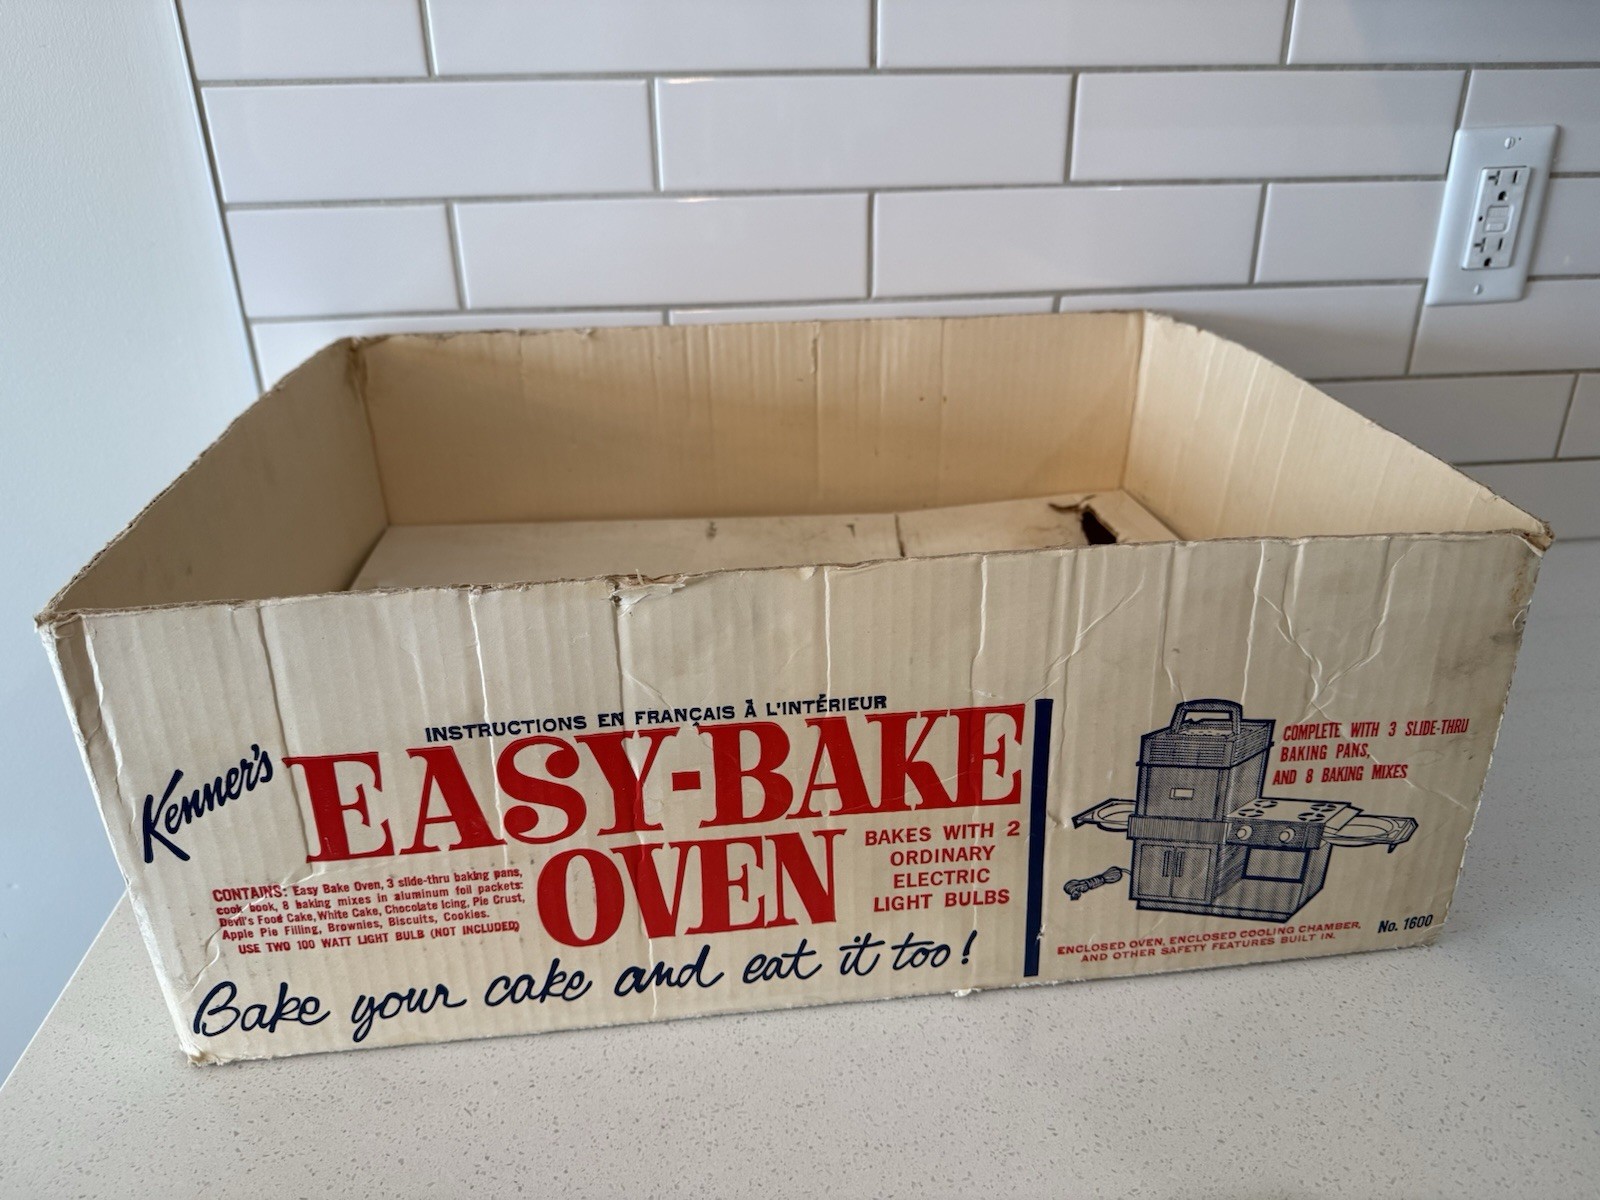 INSTRUCTIONS EN FRANÇAIS À L'INTÉRIEUR
Kenner's
EASY-BAKE
OVEN
BAKES WITH 2
ORDINARY
ELECTRIC
LIGHT BULBS
CONTAINS: Easy Bake Oven, 3 slide-thru baking pans,
cook book, 8 baking mixes in aluminum foil packets:
Devil's Food Cake, White Cake, Chocolate Icing, Pie Crust,
Apple Pie Filling, Brownies, Biscuits, Cookies.
USE TWO 100 WATT LIGHT BULB (NOT INCLUDED)
Bake your cake and eat it too!
COMPLETE WITH 3 SLIDE-THRU
BAKING PANS,
AND 8 BAKING MIXES
ENCLOSED OVEN, ENCLOSED COOLING CHAMBER,
AND OTHER SAFETY FEATURES BUILT IN.
No. 1600